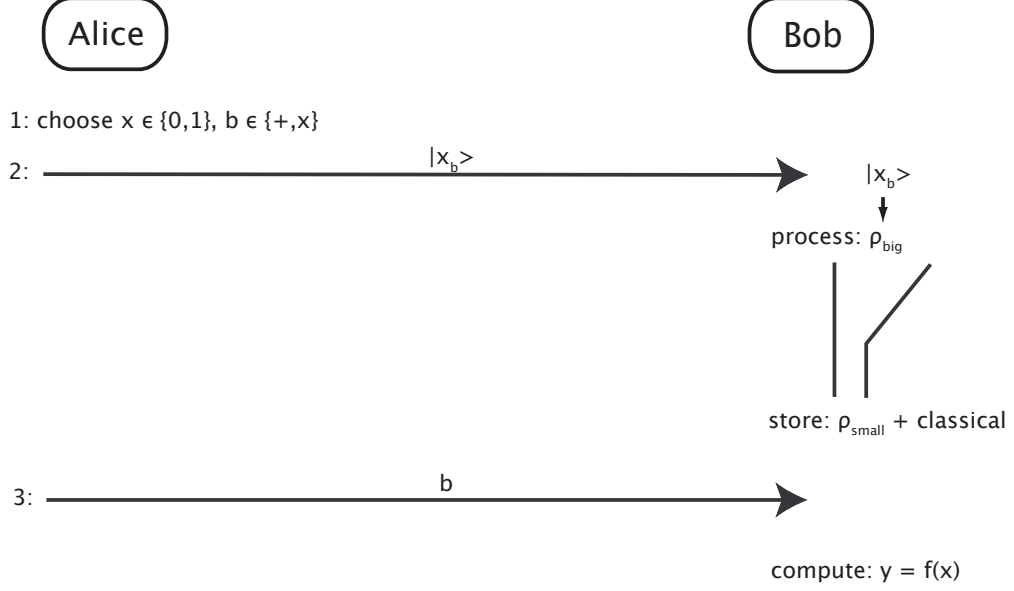 Alice Bob
1: choose x ϵ {0,1}, b ϵ {+,x}
2: |x_b> |x_b>
process: ρ_big
store: ρ_small + classical
3: b
compute: y = f(x)